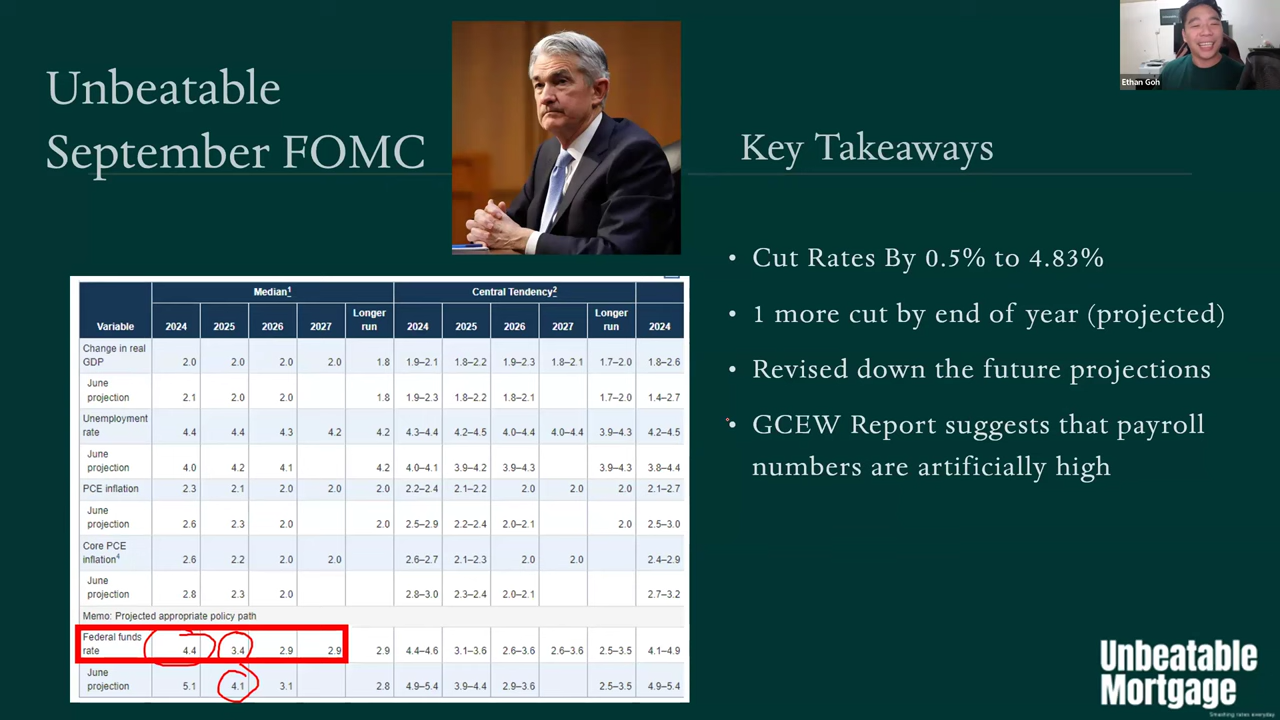 Unbeatable
September FOMC
Ethan Goh
Key Takeaways
• Cut Rates By 0.5% to 4.83%
• 1 more cut by end of year (projected)
• Revised down the future projections
• GCEW Report suggests that payroll
numbers are artificially high
Variable Median1 Central Tendency2
2024 2025 2026 2027 Longer run 2024 2025 2026 2027 Longer run 2024
Change in real GDP 2.0 2.0 2.0 2.0 1.8 1.9–2.1 1.8–2.2 1.9–2.3 1.8–2.1 1.7–2.0 1.8–2.6
June projection 2.1 2.0 2.0 1.8 1.9–2.3 1.8–2.2 1.8–2.1 1.7–2.0 1.4–2.7
Unemployment rate 4.4 4.4 4.3 4.2 4.2 4.3–4.4 4.2–4.5 4.0–4.4 4.0–4.4 3.9–4.3 4.2–4.5
June projection 4.0 4.2 4.1 4.2 4.0–4.1 3.9–4.2 3.9–4.3 3.9–4.3 3.8–4.4
PCE inflation 2.3 2.1 2.0 2.0 2.0 2.2–2.4 2.1–2.2 2.0 2.0 2.0 2.1–2.7
June projection 2.6 2.3 2.0 2.0 2.5–2.9 2.2–2.4 2.0–2.1 2.0 2.5–3.0
Core PCE inflation4 2.6 2.2 2.0 2.0 2.6–2.7 2.1–2.3 2.0 2.0 2.4–2.9
June projection 2.8 2.3 2.0 2.8–3.0 2.3–2.4 2.0–2.1 2.7–3.2
Memo: Projected appropriate policy path
Federal funds rate 4.4 3.4 2.9 2.9 2.9 4.4–4.6 3.1–3.6 2.6–3.6 2.6–3.6 2.5–3.5 4.1–4.9
June projection 5.1 4.1 3.1 2.8 4.9–5.4 3.9–4.4 2.9–3.6 2.5–3.5 4.9–5.4
Unbeatable
Mortgage
Smashing rates everyday